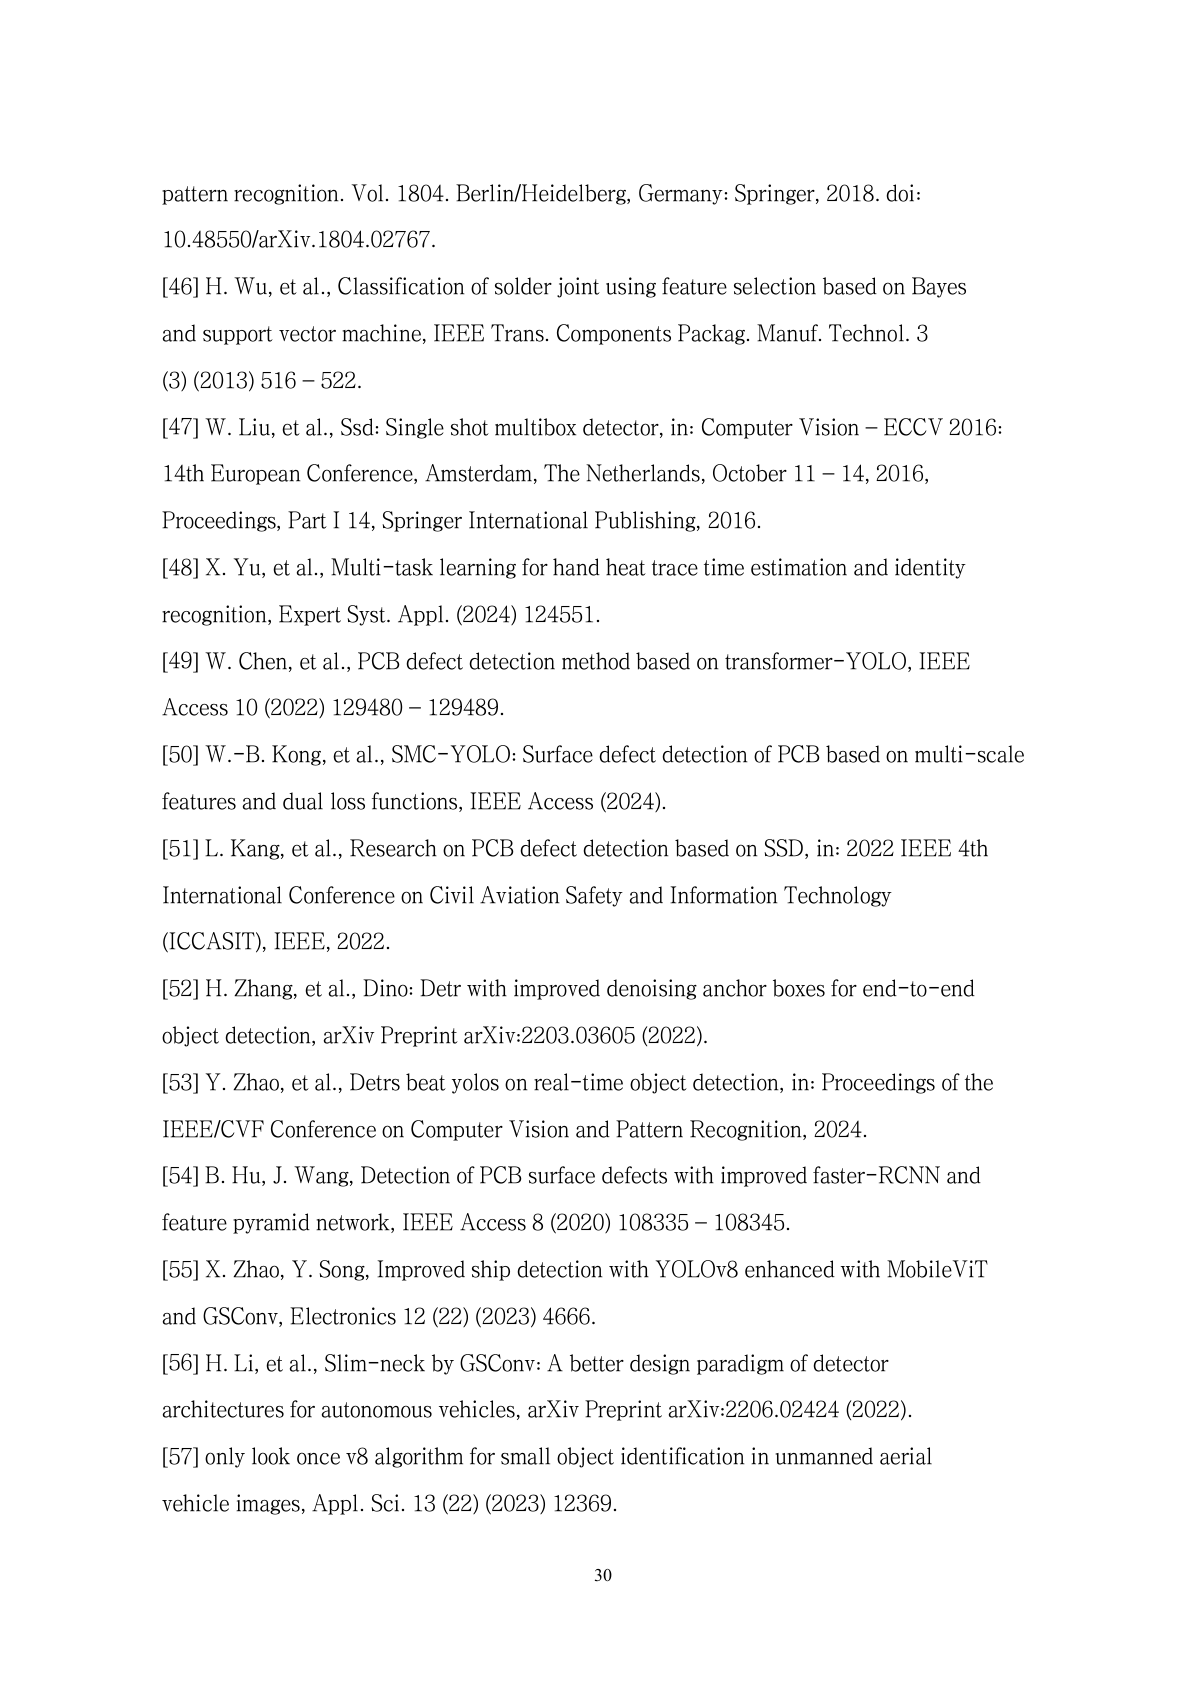 pattern recognition. Vol. 1804. Berlin/Heidelberg, Germany: Springer, 2018. doi:
10.48550/arXiv.1804.02767.
[46] H. Wu, et al., Classification of solder joint using feature selection based on Bayes
and support vector machine, IEEE Trans. Components Packag. Manuf. Technol. 3
(3) (2013) 516 – 522.
[47] W. Liu, et al., Ssd: Single shot multibox detector, in: Computer Vision – ECCV 2016:
14th European Conference, Amsterdam, The Netherlands, October 11 – 14, 2016,
Proceedings, Part I 14, Springer International Publishing, 2016.
[48] X. Yu, et al., Multi-task learning for hand heat trace time estimation and identity
recognition, Expert Syst. Appl. (2024) 124551.
[49] W. Chen, et al., PCB defect detection method based on transformer-YOLO, IEEE
Access 10 (2022) 129480 – 129489.
[50] W.-B. Kong, et al., SMC-YOLO: Surface defect detection of PCB based on multi-scale
features and dual loss functions, IEEE Access (2024).
[51] L. Kang, et al., Research on PCB defect detection based on SSD, in: 2022 IEEE 4th
International Conference on Civil Aviation Safety and Information Technology
(ICCASIT), IEEE, 2022.
[52] H. Zhang, et al., Dino: Detr with improved denoising anchor boxes for end-to-end
object detection, arXiv Preprint arXiv:2203.03605 (2022).
[53] Y. Zhao, et al., Detrs beat yolos on real-time object detection, in: Proceedings of the
IEEE/CVF Conference on Computer Vision and Pattern Recognition, 2024.
[54] B. Hu, J. Wang, Detection of PCB surface defects with improved faster-RCNN and
feature pyramid network, IEEE Access 8 (2020) 108335 – 108345.
[55] X. Zhao, Y. Song, Improved ship detection with YOLOv8 enhanced with MobileViT
and GSConv, Electronics 12 (22) (2023) 4666.
[56] H. Li, et al., Slim-neck by GSConv: A better design paradigm of detector
architectures for autonomous vehicles, arXiv Preprint arXiv:2206.02424 (2022).
[57] only look once v8 algorithm for small object identification in unmanned aerial
vehicle images, Appl. Sci. 13 (22) (2023) 12369.
30